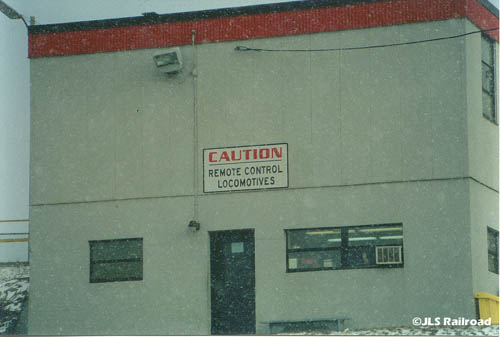 CAUTION
REMOTE CONTROL
LOCOMOTIVES
©JLS Railroad